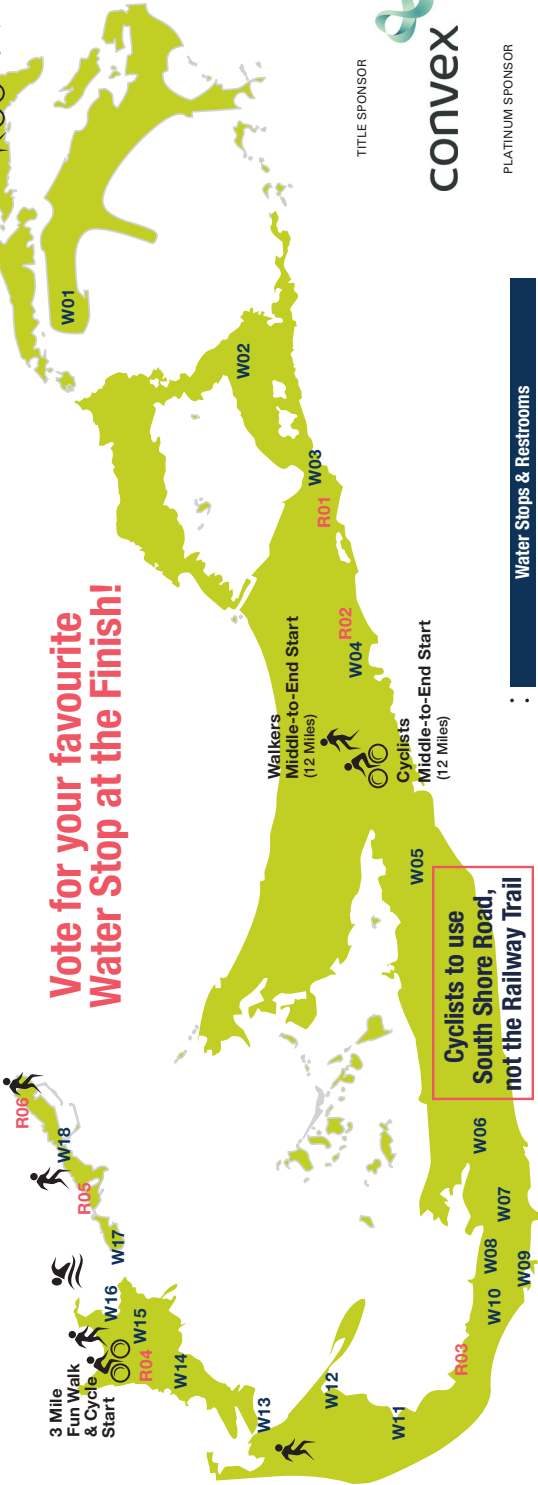 Vote for your favourite
Water Stop at the Finish!
3 Mile
Fun Walk
& Cycle
Start
R06
W18
R05
W17
W16
W15
R04
W14
W13
W12
W11
R03
W10
W09
W08
W07
W06
Cyclists to use
South Shore Road,
not the Railway Trail
W05
Walkers
Middle-to-End Start
(12 Miles)
Cyclists
Middle-to-End Start
(12 Miles)
W04
R02
R01
W03
W02
W01
TITLE SPONSOR
convex
PLATINUM SPONSOR
:
Water Stops & Restrooms